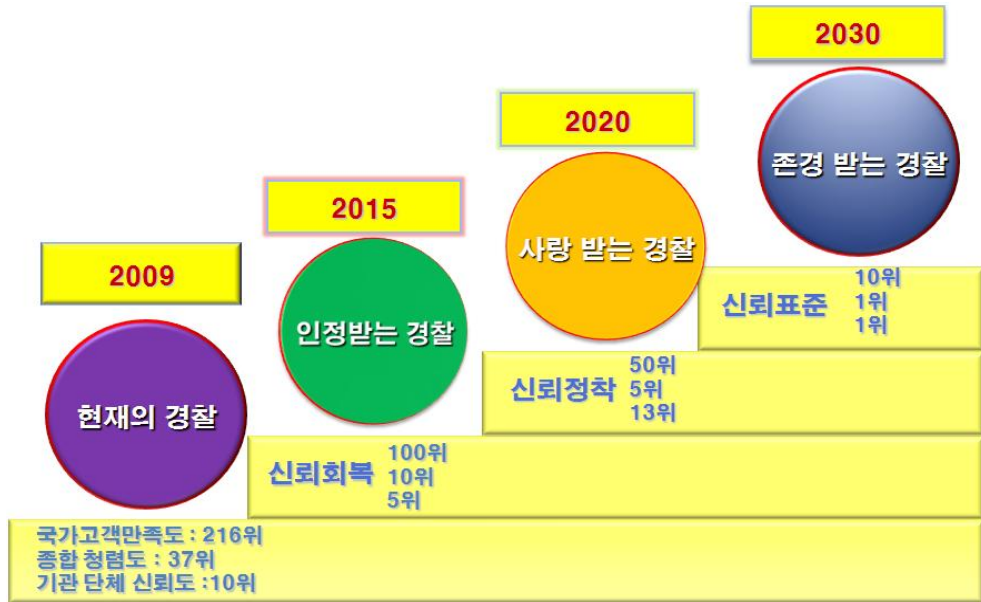 2030
존경 받는 경찰
2020
사랑 받는 경찰
2015
인정받는 경찰
2009
현재의 경찰
신뢰표준
10위
1위
1위
신뢰정착
50위
5위
13위
신뢰회복
100위
10위
5위
국가고객만족도 : 216위
종합 청렴도 : 37위
기관 단체 신뢰도 :10위